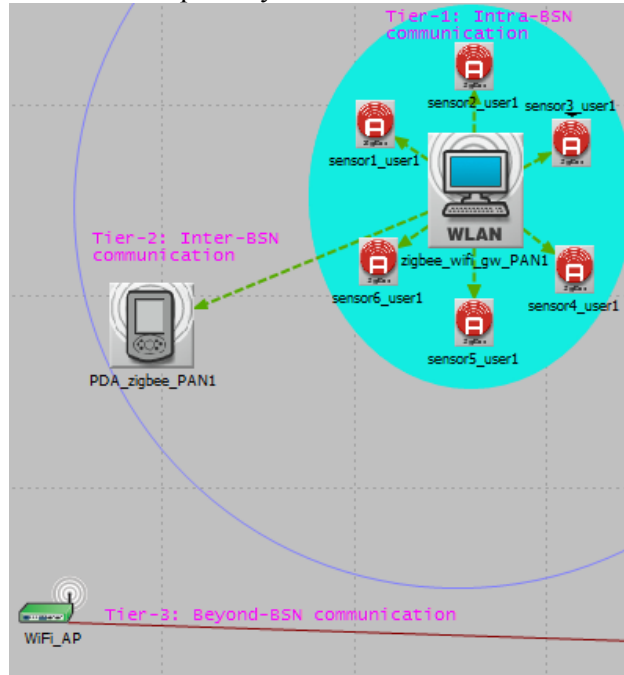 Tier-1: Intra-BSN
communication
sensor2_user1
sensor3_user1
sensor1_user1
WLAN
Tier-2: Inter-BSN
communication
zigbee_wifi_gw_PAN1
sensor6_user1
sensor4_user1
sensor5_user1
PDA_zigbee_PAN1
Tier-3: Beyond-BSN communication
WiFi_AP